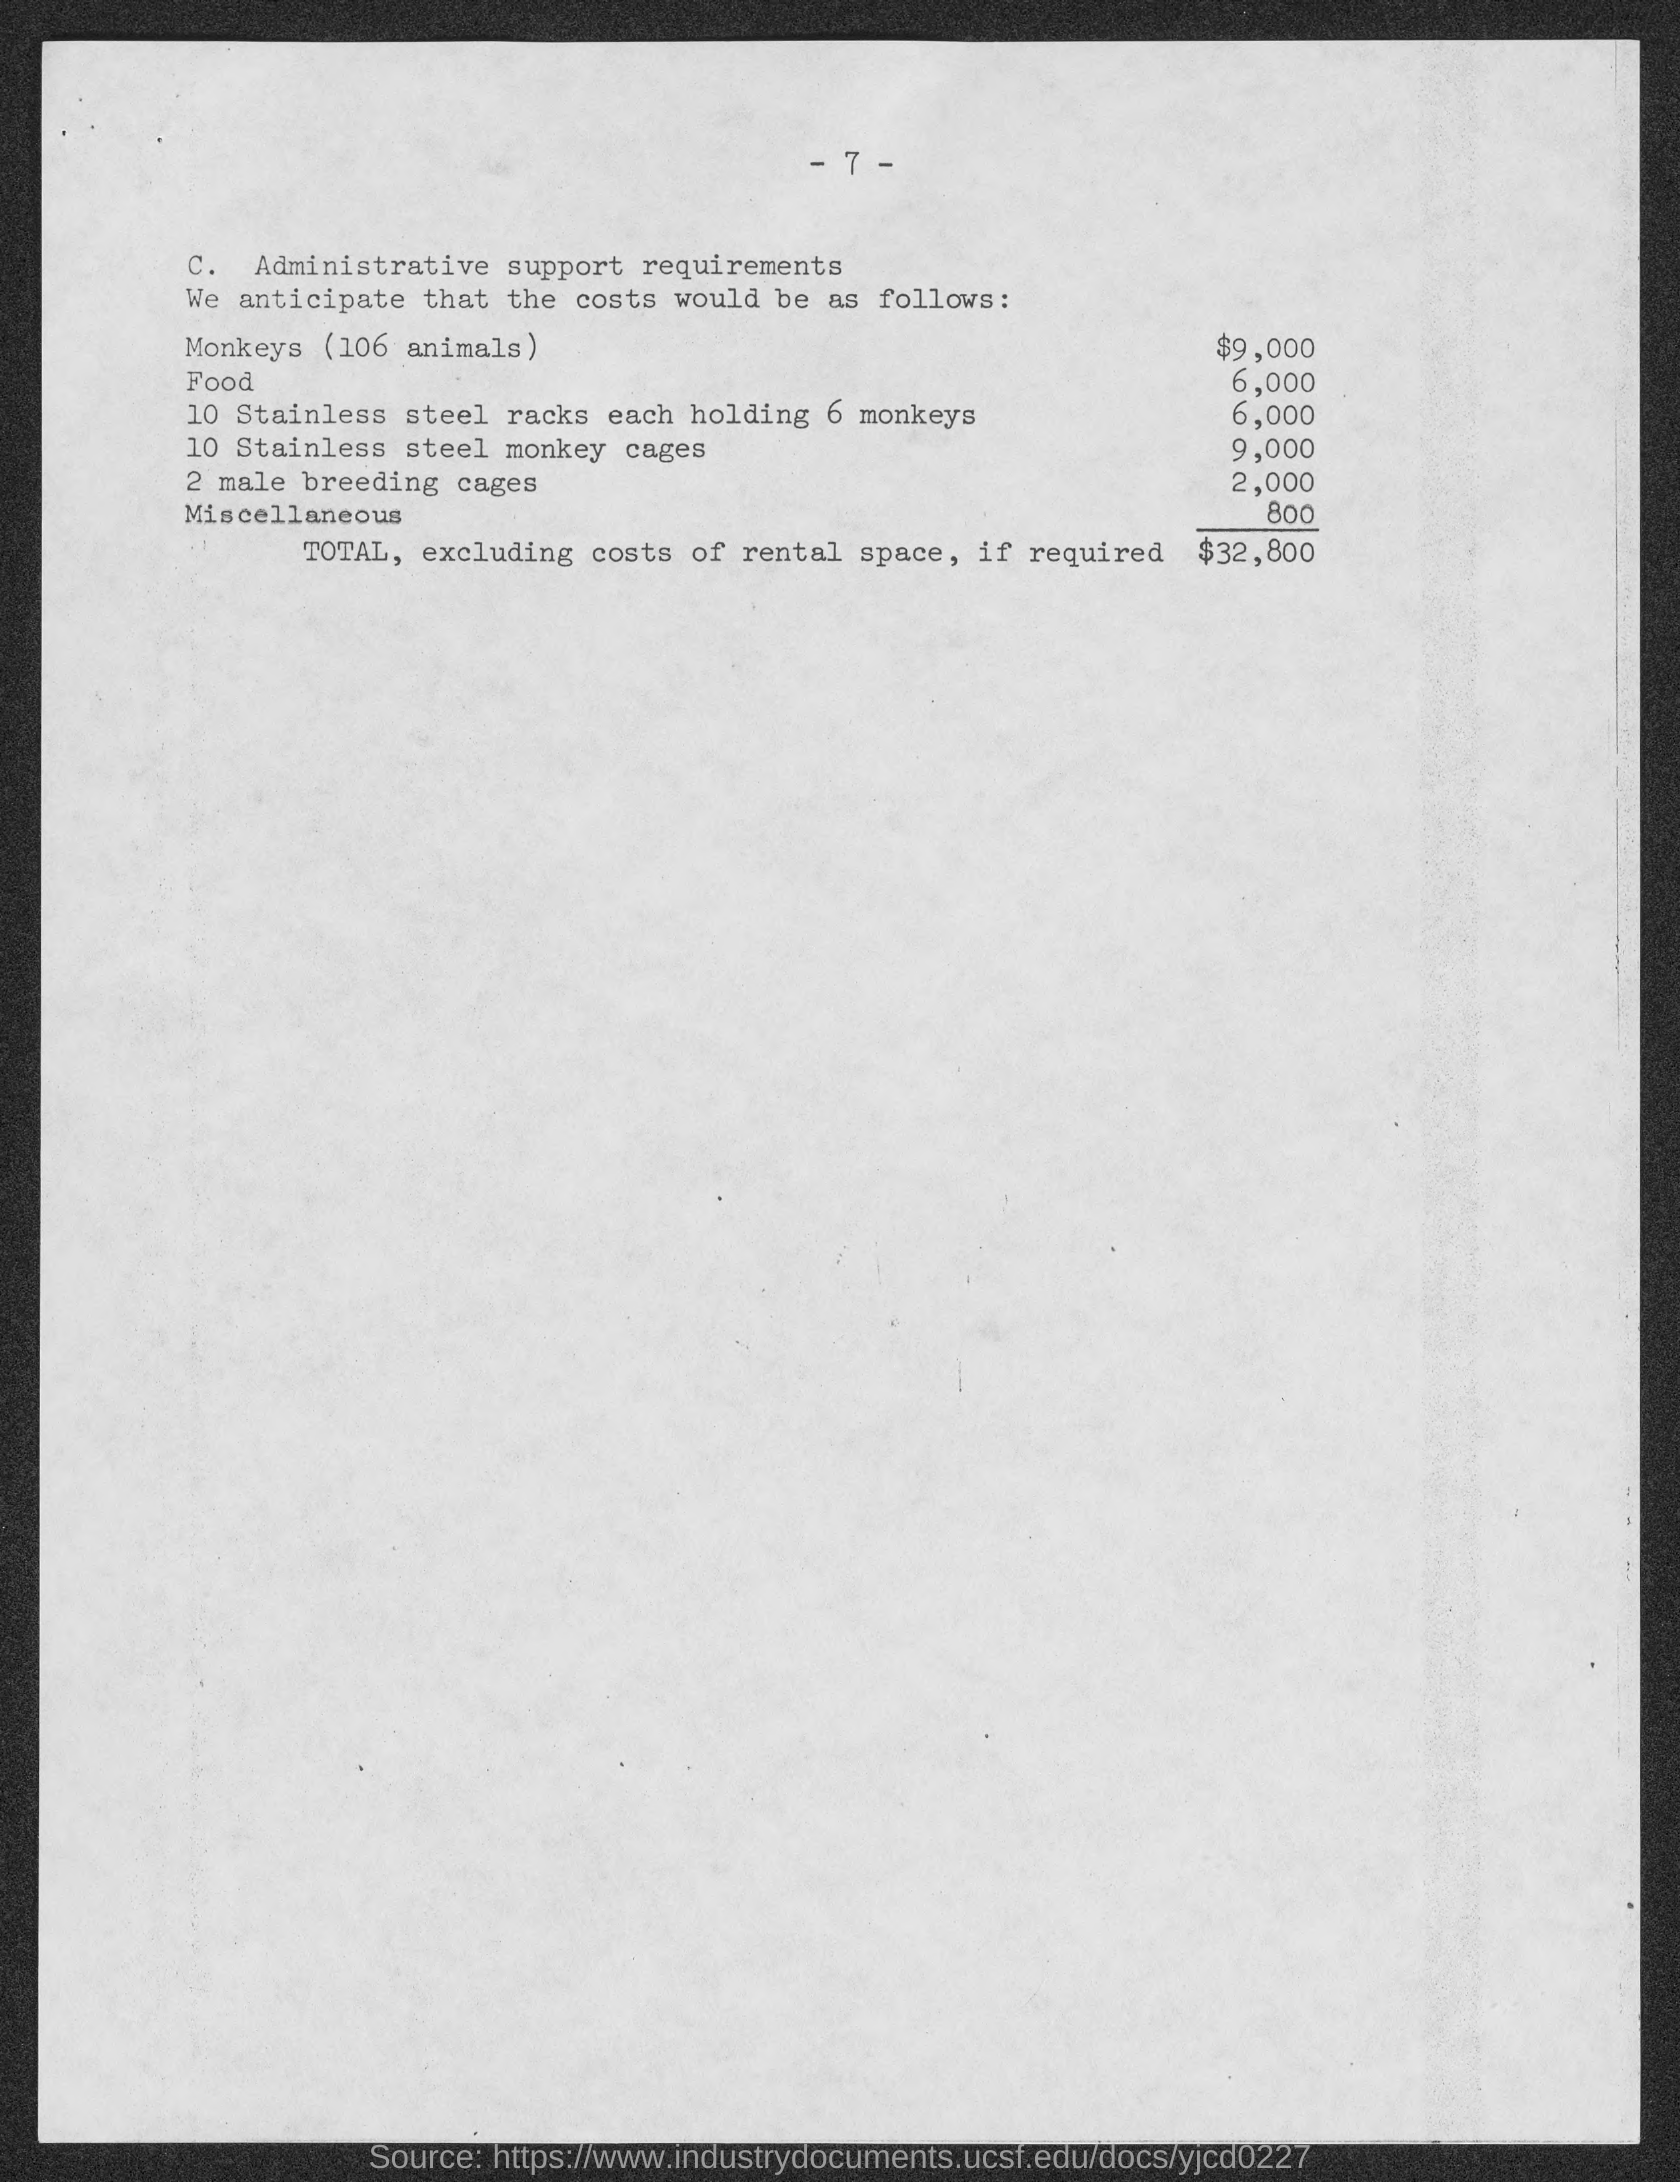 - 7 -
C. Administrative support requirements
We anticipate that the costs would be as follows:
Monkeys (106 animals) $9,000
Food 6,000
10 Stainless steel racks each holding 6 monkeys 6,000
10 Stainless steel monkey cages 9,000
2 male breeding cages 2,000
Miscellaneous 800
TOTAL, excluding costs of rental space, if required $32,800
Source: https://www.industrydocuments.ucsf.edu/docs/yjcd0227